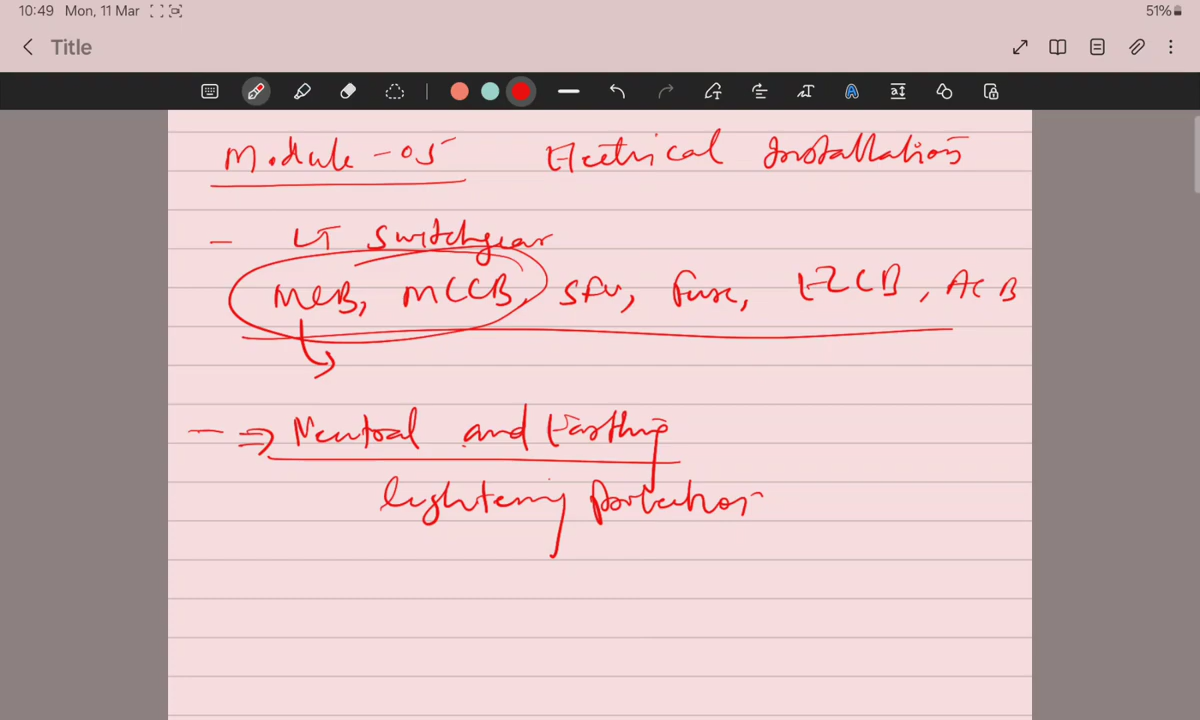 10:49 Mon, 11 Mar 51%
Title
Module - 05 Electrical Installations
- LT Switchgear
MCB, MCCB, SFU, Fuse, ELCB, ACB
- ⇒ Neutral and Earthing
lightening protection